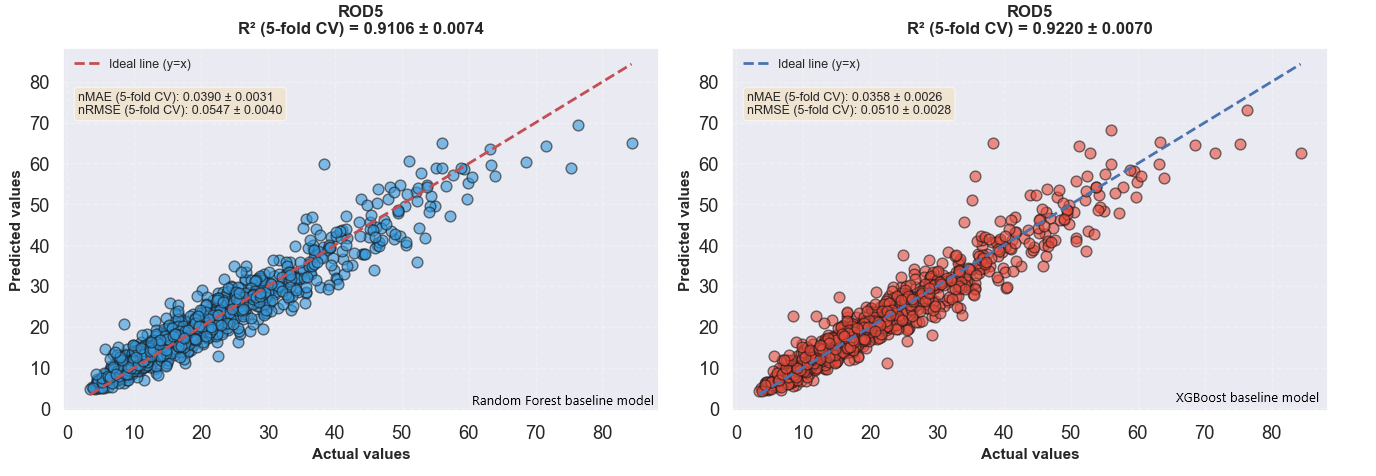 ROD5
R² (5-fold CV) = 0.9106 ± 0.0074
Ideal line (y=x)
nMAE (5-fold CV): 0.0390 ± 0.0031
nRMSE (5-fold CV): 0.0547 ± 0.0040
Predicted values
80
70
60
50
40
30
20
10
0
Random Forest baseline model
0 10 20 30 40 50 60 70 80
Actual values
ROD5
R² (5-fold CV) = 0.9220 ± 0.0070
Ideal line (y=x)
nMAE (5-fold CV): 0.0358 ± 0.0026
nRMSE (5-fold CV): 0.0510 ± 0.0028
Predicted values
80
70
60
50
40
30
20
10
0
XGBoost baseline model
0 10 20 30 40 50 60 70 80
Actual values